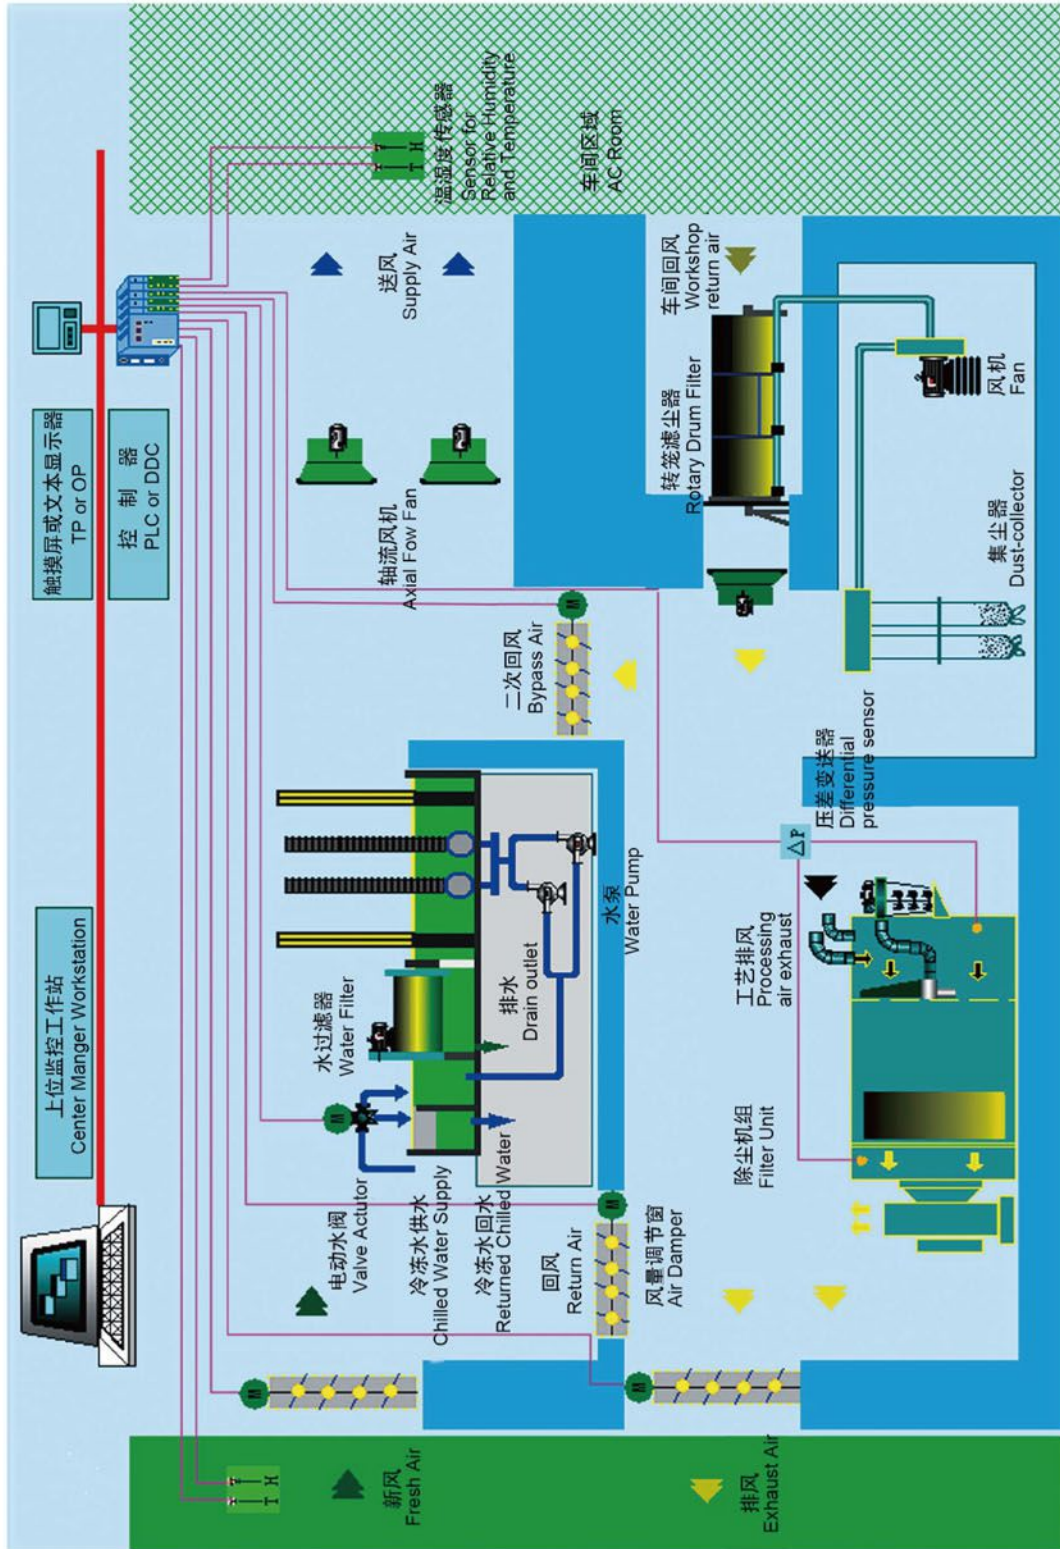 上位监控工作站
Center Manger Workstation
触摸屏或文本显示器
TP or OP
控 制 器
PLC or DDC
新风
Fresh Air
M
电动水阀
Valve Actutor
M
冷冻水供水
Chilled Water Supply
冷冻水回水
Returned Chilled Water
水过滤器
Water Filter
排水
Drain outlet
水泵
Water Pump
轴流风机
Axial Fow Fan
送风
Supply Air
温湿度传感器
Sensor for
Relative Humidity
and Temperature
T H
T H
二次回风
Bypass Air
M
回风
Return Air
M
风量调节窗
Air Damper
M
排风
Exhaust Air
转笼滤尘器
Rotary Drum Filter
车间回风
Workshop
return air
车间区域
AC Room
除尘机组
Filter Unit
工艺排风
Processing
air exhaust
△P
压差变送器
Differential
pressure sensor
集尘器
Dust-collector
风机
Fan